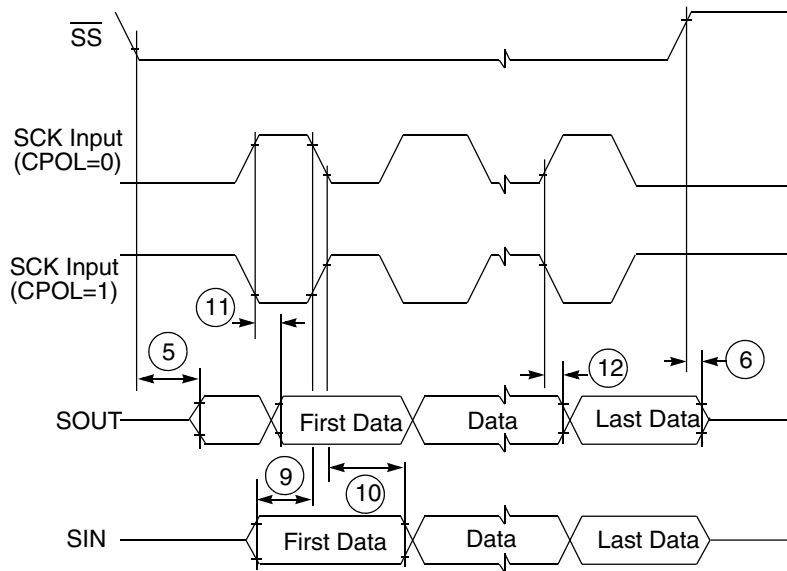 SS
SCK Input
(CPOL=0)
SCK Input
(CPOL=1)
11
5
12
6
SOUT
First Data
Data
Last Data
9
10
SIN
First Data
Data
Last Data